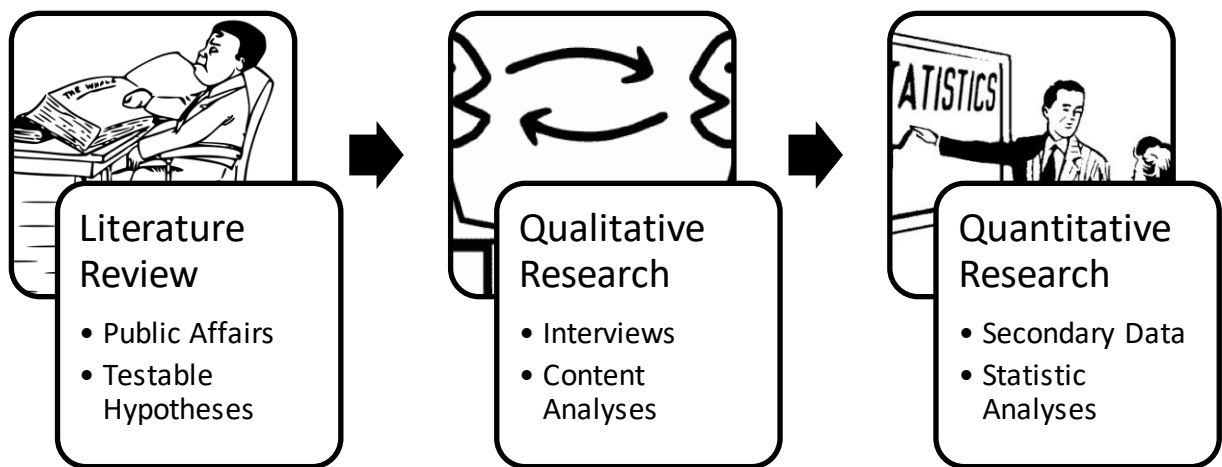 THE WHOLE
ATISTICS
Literature
Review
• Public Affairs
• Testable
Hypotheses
Qualitative
Research
• Interviews
• Content
Analyses
Quantitative
Research
• Secondary Data
• Statistic
Analyses